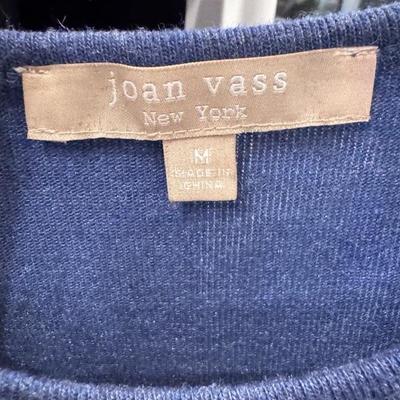 joan vass
New York
M
MADE IN
CHINA